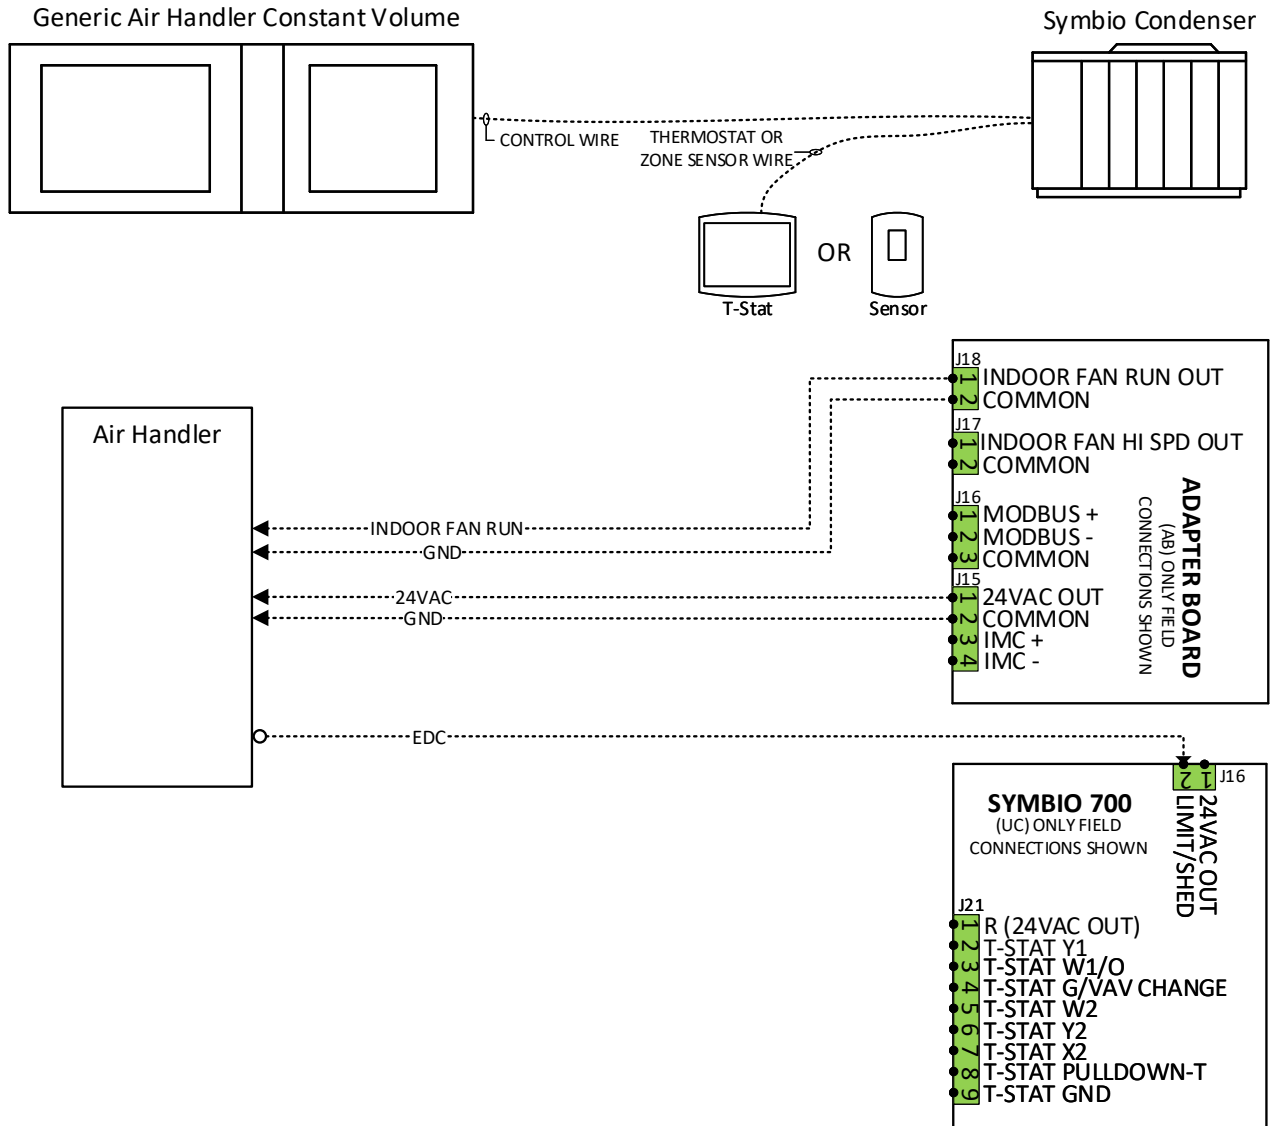 Generic Air Handler Constant Volume
Symbio Condenser
CONTROL WIRE
THERMOSTAT OR
ZONE SENSOR WIRE
OR
T-Stat
Sensor
Air Handler
INDOOR FAN RUN
GND
24VAC
GND
EDC
J18
1 INDOOR FAN RUN OUT
2 COMMON
J17
1 INDOOR FAN HI SPD OUT
2 COMMON
J16
1 MODBUS +
2 MODBUS -
3 COMMON
J15
1 24VAC OUT
2 COMMON
3 IMC +
4 IMC -
ADAPTER BOARD
(AB) ONLY FIELD
CONNECTIONS SHOWN
J16
1 24VAC OUT
2 LIMIT/SHED
SYMBIO 700
(UC) ONLY FIELD
CONNECTIONS SHOWN
J21
1 R (24VAC OUT)
2 T-STAT Y1
3 T-STAT W1/O
4 T-STAT G/VAV CHANGE
5 T-STAT W2
6 T-STAT Y2
7 T-STAT X2
8 T-STAT PULLDOWN-T
9 T-STAT GND